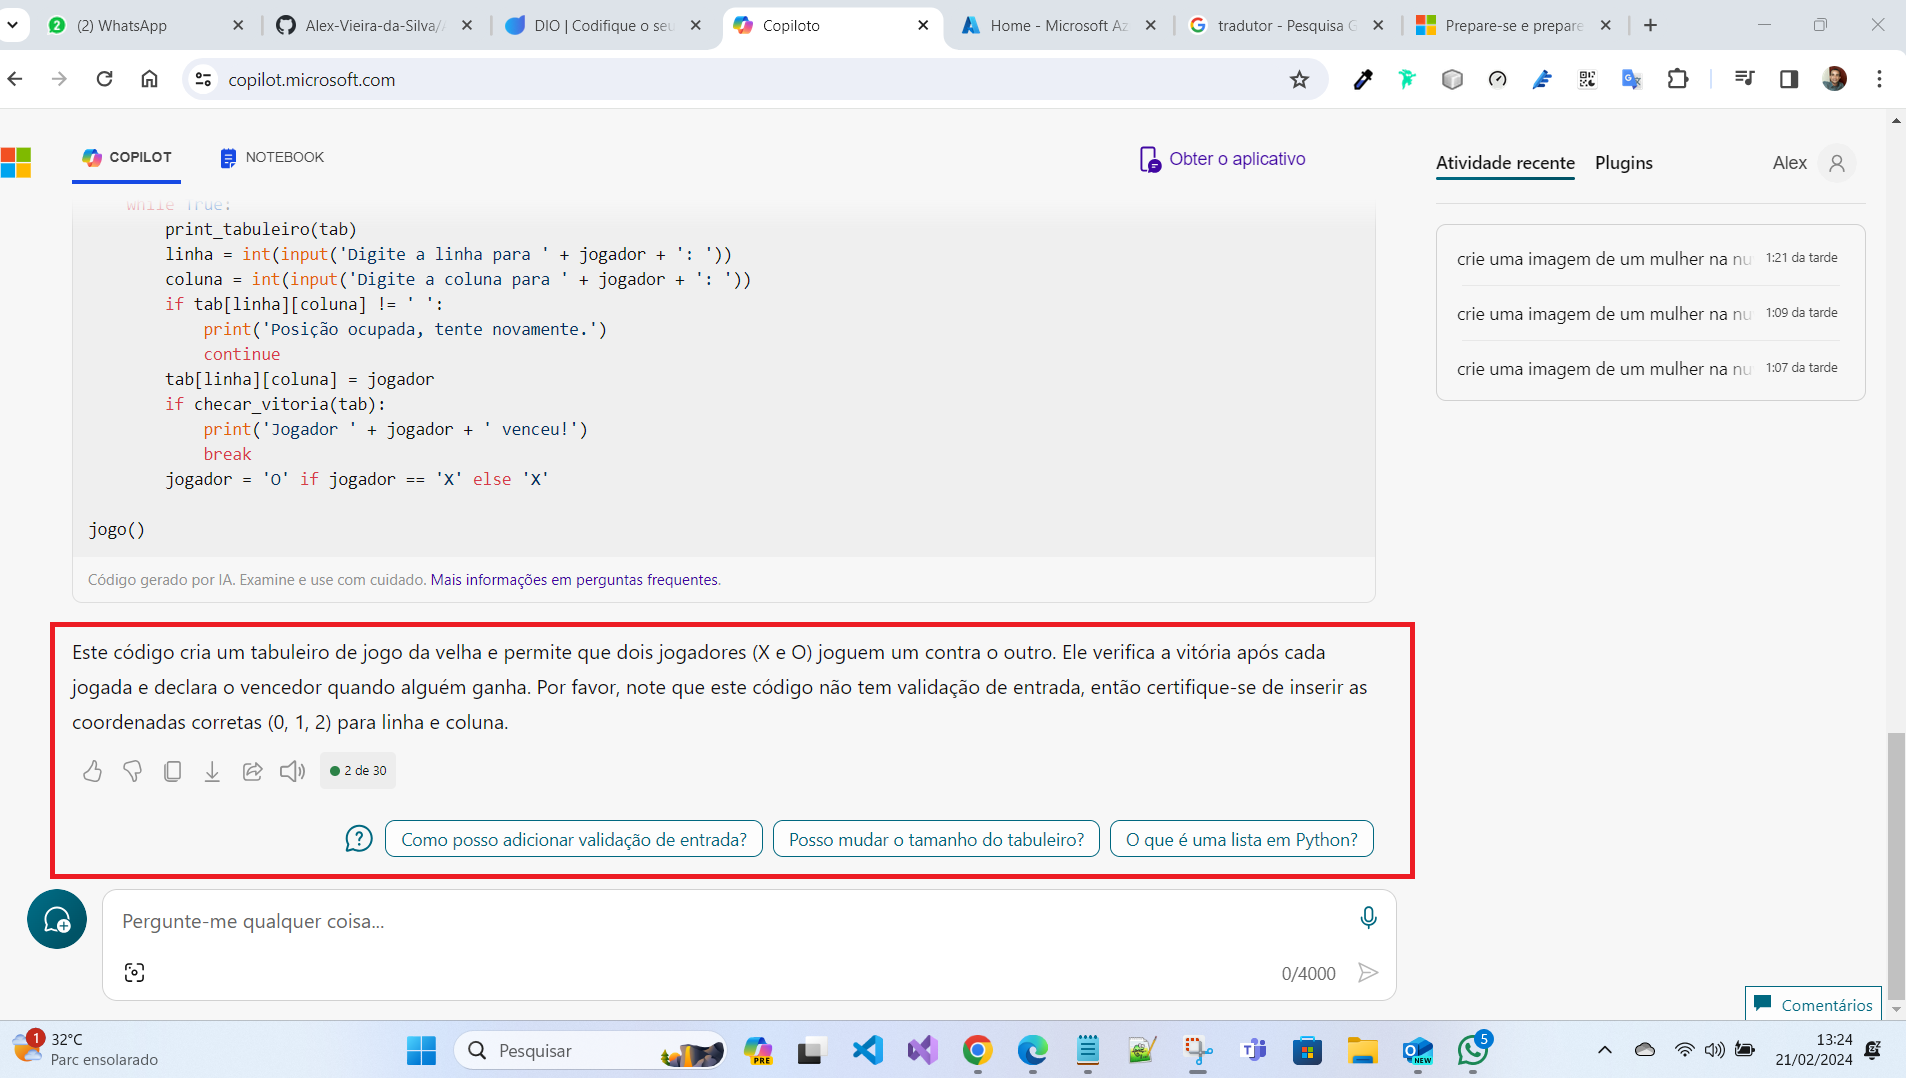 (2) WhatsApp
Alex-Vieira-da-Silva/
DIO | Codifique o seu
Copiloto
Home - Microsoft Az
tradutor - Pesquisa G
Prepare-se e prepare
copilot.microsoft.com
COPILOT
NOTEBOOK
Obter o aplicativo
Atividade recente
Plugins
Alex
while True:
print_tabuleiro(tab)
linha = int(input('Digite a linha para ' + jogador + ': '))
coluna = int(input('Digite a coluna para ' + jogador + ': '))
if tab[linha][coluna] != ' ':
print('Posição ocupada, tente novamente.')
continue
tab[linha][coluna] = jogador
if checar_vitoria(tab):
print('Jogador ' + jogador + ' venceu!')
break
jogador = 'O' if jogador == 'X' else 'X'
jogo()
crie uma imagem de um mulher na nu 1:21 da tarde
crie uma imagem de um mulher na nu 1:09 da tarde
crie uma imagem de um mulher na nu 1:07 da tarde
Código gerado por IA. Examine e use com cuidado. Mais informações em perguntas frequentes.
Este código cria um tabuleiro de jogo da velha e permite que dois jogadores (X e O) joguem um contra o outro. Ele verifica a vitória após cada
jogada e declara o vencedor quando alguém ganha. Por favor, note que este código não tem validação de entrada, então certifique-se de inserir as
coordenadas corretas (0, 1, 2) para linha e coluna.
2 de 30
Como posso adicionar validação de entrada?
Posso mudar o tamanho do tabuleiro?
O que é uma lista em Python?
Pergunte-me qualquer coisa...
0/4000
Comentários
1
32°C
Parc ensolarado
Pesquisar
PRE
NEW
5
13:24
21/02/2024